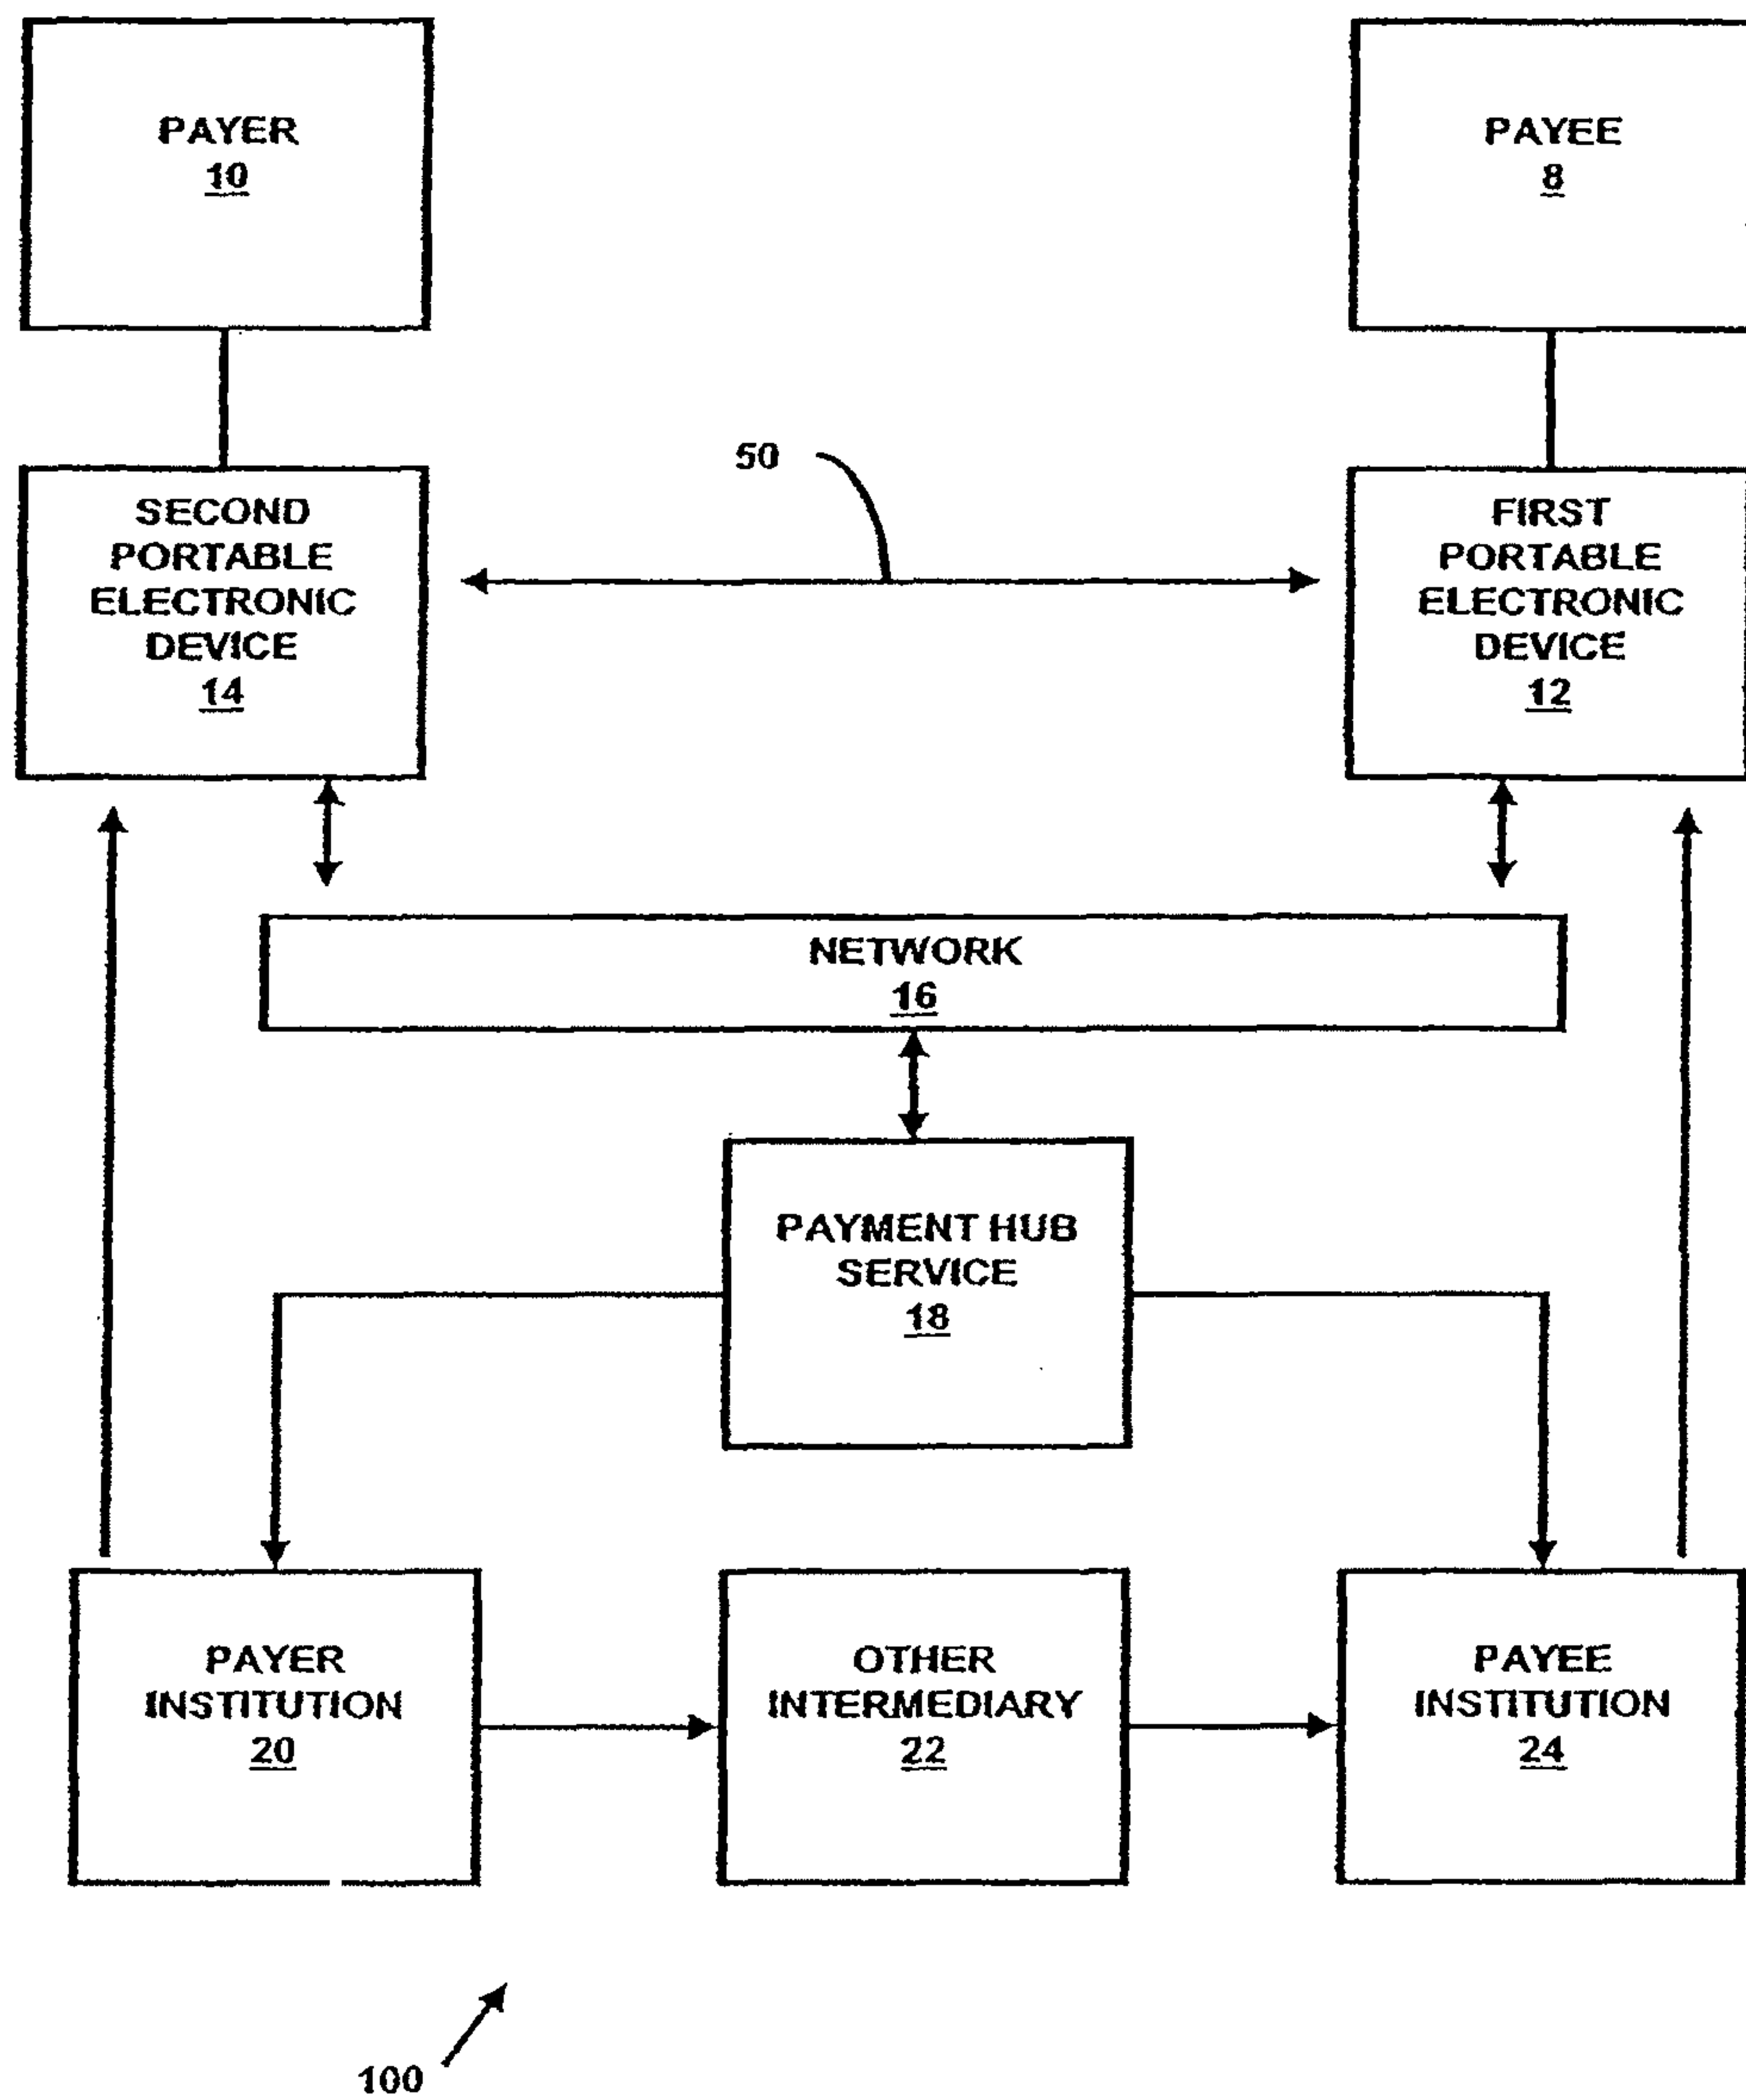 PAYER
10
PAYEE
8
50
SECOND
PORTABLE
ELECTRONIC
DEVICE
14
FIRST
PORTABLE
ELECTRONIC
DEVICE
12
NETWORK
16
PAYMENT HUB
SERVICE
18
PAYER
INSTITUTION
20
OTHER
INTERMEDIARY
22
PAYEE
INSTITUTION
24
100